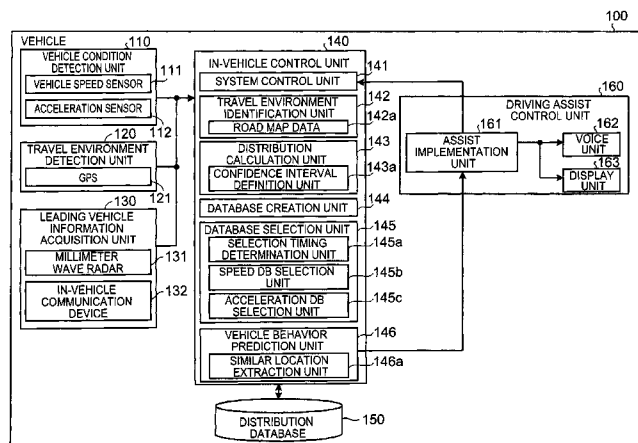 100
VEHICLE
110
VEHICLE CONDITION
DETECTION UNIT
111
VEHICLE SPEED SENSOR
ACCELERATION SENSOR
112
120
TRAVEL ENVIRONMENT
DETECTION UNIT
GPS
121
130
LEADING VEHICLE
INFORMATION
ACQUISITION UNIT
MILLIMETER
WAVE RADAR
131
IN-VEHICLE
COMMUNICATION
DEVICE
132
140
IN-VEHICLE CONTROL UNIT
141
SYSTEM CONTROL UNIT
TRAVEL ENVIRONMENT
IDENTIFICATION UNIT
142
ROAD MAP DATA
142a
DISTRIBUTION
CALCULATION UNIT
143
CONFIDENCE INTERVAL
DEFINITION UNIT
143a
DATABASE CREATION UNIT
144
DATABASE SELECTION UNIT
145
SELECTION TIMING
DETERMINATION UNIT
145a
SPEED DB SELECTION
UNIT
145b
ACCELERATION DB
SELECTION UNIT
145c
VEHICLE BEHAVIOR
PREDICTION UNIT
146
SIMILAR LOCATION
EXTRACTION UNIT
146a
DISTRIBUTION
DATABASE
150
160
DRIVING ASSIST
CONTROL UNIT
161
ASSIST
IMPLEMENTATION
UNIT
162
VOICE
UNIT
163
DISPLAY
UNIT